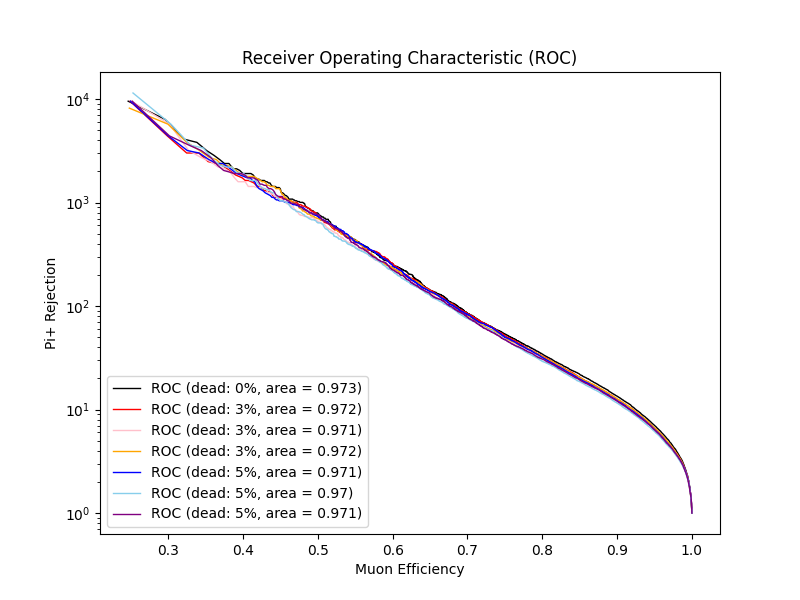 Receiver Operating Characteristic (ROC)
10^4
10^3
10^2
10^1
10^0
Pi+ Rejection
ROC (dead: 0%, area = 0.973)
ROC (dead: 3%, area = 0.972)
ROC (dead: 3%, area = 0.971)
ROC (dead: 3%, area = 0.972)
ROC (dead: 5%, area = 0.971)
ROC (dead: 5%, area = 0.97)
ROC (dead: 5%, area = 0.971)
0.3 0.4 0.5 0.6 0.7 0.8 0.9 1.0
Muon Efficiency